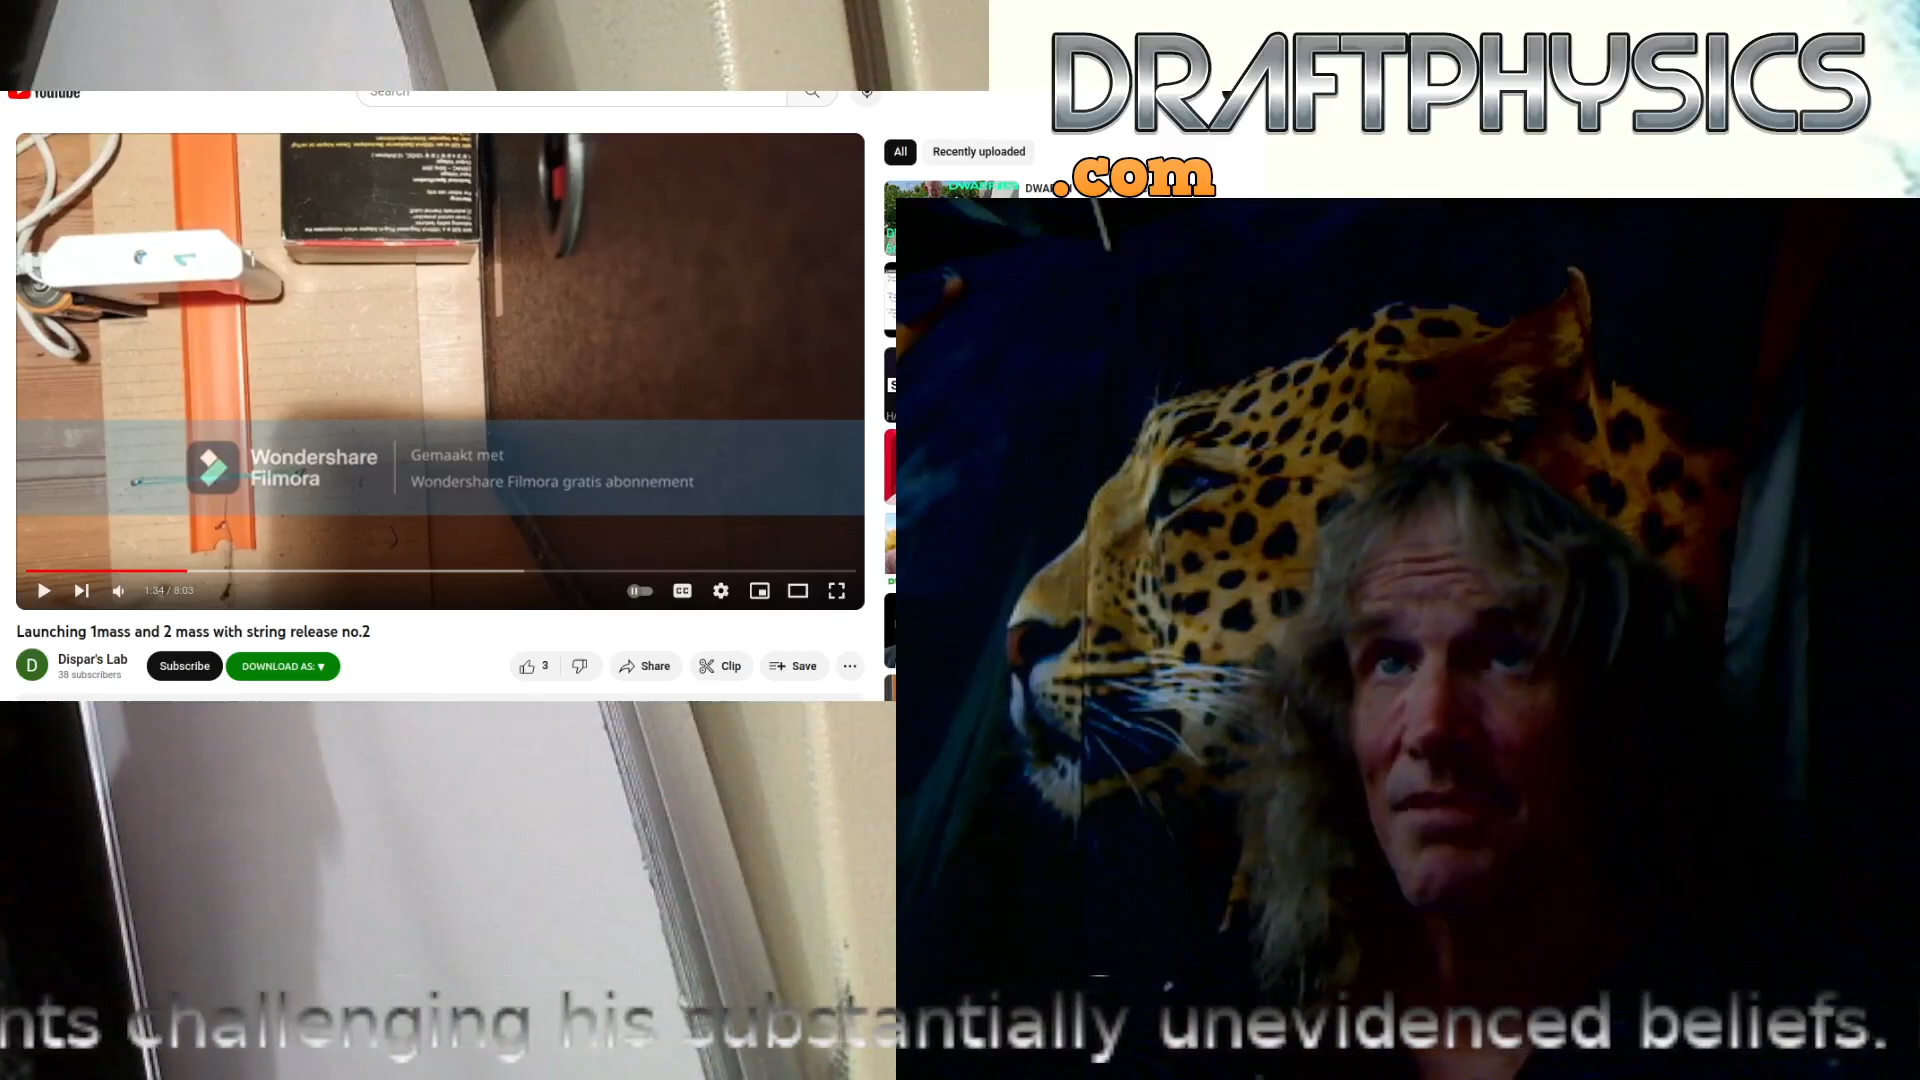 DRAFTPHYSICS
.com
YouTube
Search
All
Recently uploaded
Wondershare
Filmora
Gemaakt met
Wondershare Filmora gratis abonnement
1:34 / 8:03
CC
Launching 1mass and 2 mass with string release no.2
D
Dispar's Lab
38 subscribers
Subscribe
DOWNLOAD AS: ▼
3
Share
Clip
Save
nts challenging his substantially unevidenced beliefs.